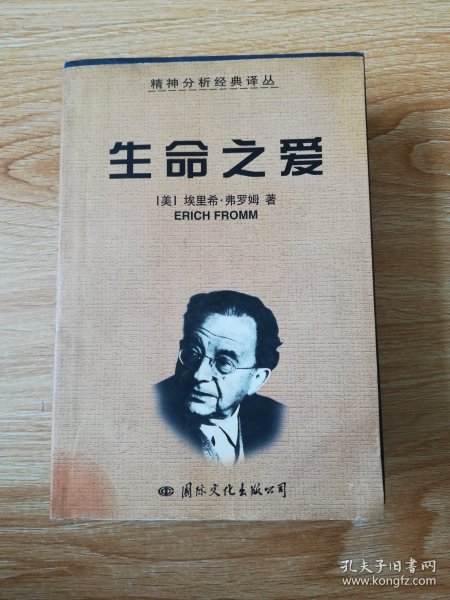 精神分析经典译丛
生命之爱
[美] 埃里希·弗罗姆 著
ERICH FROMM
国际文化出版公司
孔夫子旧书网
www.kongfz.com